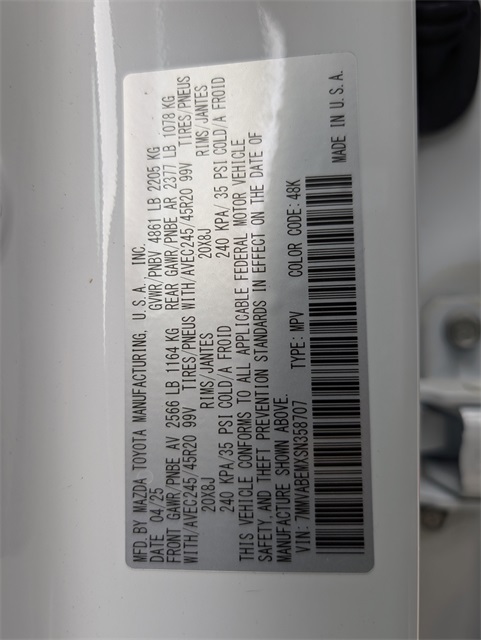 MFD.BY MAZDA TOYOTA MANUFACTURING, U.S.A. INC.
DATE 04/25 GVWR/PNBV 4861 LB 2205 KG
FRONT GAWR/PNBE AV 2566 LB 1164 KG REAR GAWR/PNBE AR 2377 LB 1078 KG
WITH/AVEC245/45R20 99V TIRES/PNEUS WITH/AVEC245/45R20 99V TIRES/PNEUS
20X8J RIMS/JANTES 20X8J RIMS/JANTES
240 KPA/35 PSI COLD/A FROID 240 KPA/ 35 PSI COLD/A FROID
THIS VEHICLE CONFORMS TO ALL APPLICABLE FEDERAL MOTOR VEHICLE
SAFETY,AND THEFT PREVENTION STANDARDS IN EFFECT ON THE DATE OF
MANUFACTURE SHOWN ABOVE.
VIN:7MMVABEMXSN358707 TYPE:MPV COLOR CODE:48K
MADE IN U.S.A.